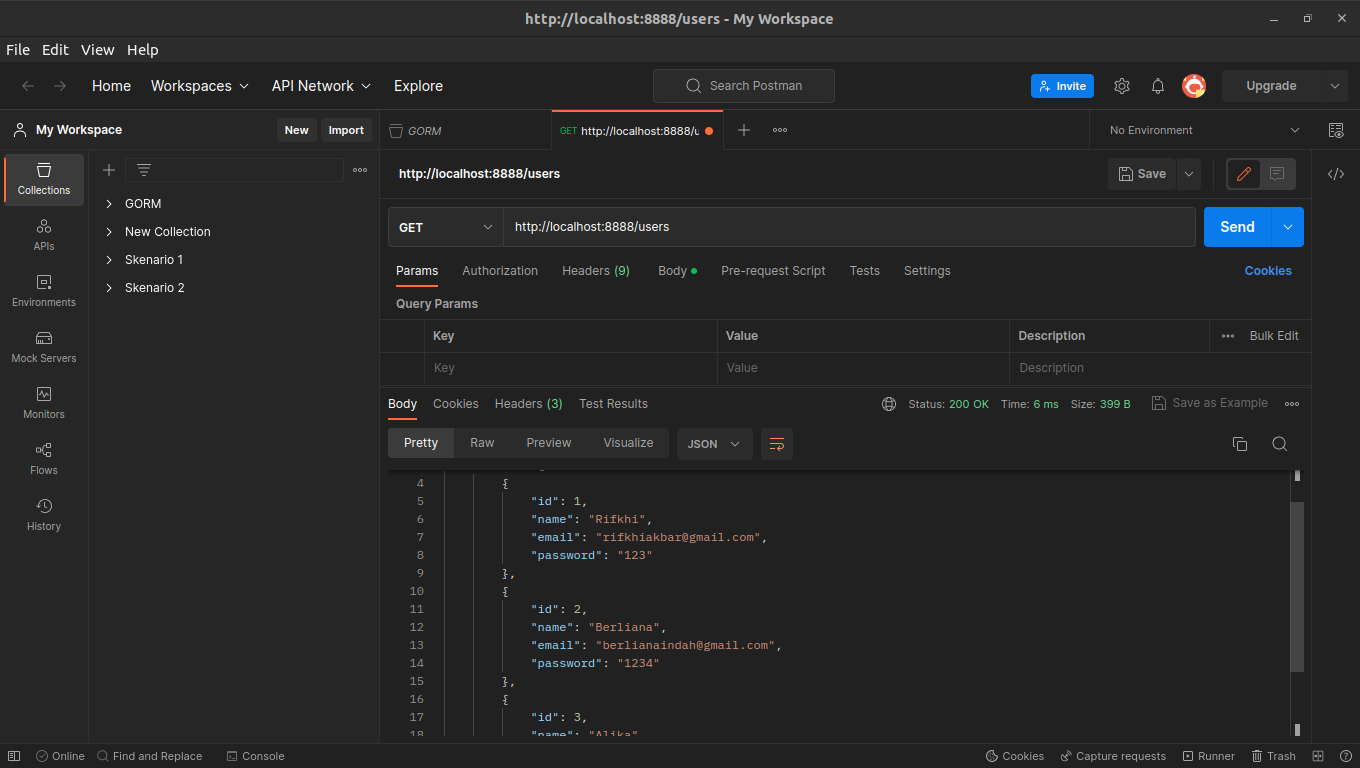 http://localhost:8888/users - My Workspace
File Edit View Help
Home Workspaces API Network Explore Search Postman Invite Upgrade
My Workspace New Import GORM GET http://localhost:8888/u No Environment
http://localhost:8888/users Save
Collections
APIs
Environments
Mock Servers
Monitors
Flows
History
GORM
New Collection
Skenario 1
Skenario 2
GET http://localhost:8888/users Send
Params Authorization Headers (9) Body Pre-request Script Tests Settings Cookies
Query Params
Key Value Description Bulk Edit
Key Value Description
Body Cookies Headers (3) Test Results Status: 200 OK Time: 6 ms Size: 399 B Save as Example
Pretty Raw Preview Visualize JSON
4 {
5 "id": 1,
6 "name": "Rifkhi",
7 "email": "rifkhiakbar@gmail.com",
8 "password": "123"
9 },
10 {
11 "id": 2,
12 "name": "Berliana",
13 "email": "berlianaindah@gmail.com",
14 "password": "1234"
15 },
16 {
17 "id": 3,
18 "name": "Alika"
Online Find and Replace Console Cookies Capture requests Runner Trash